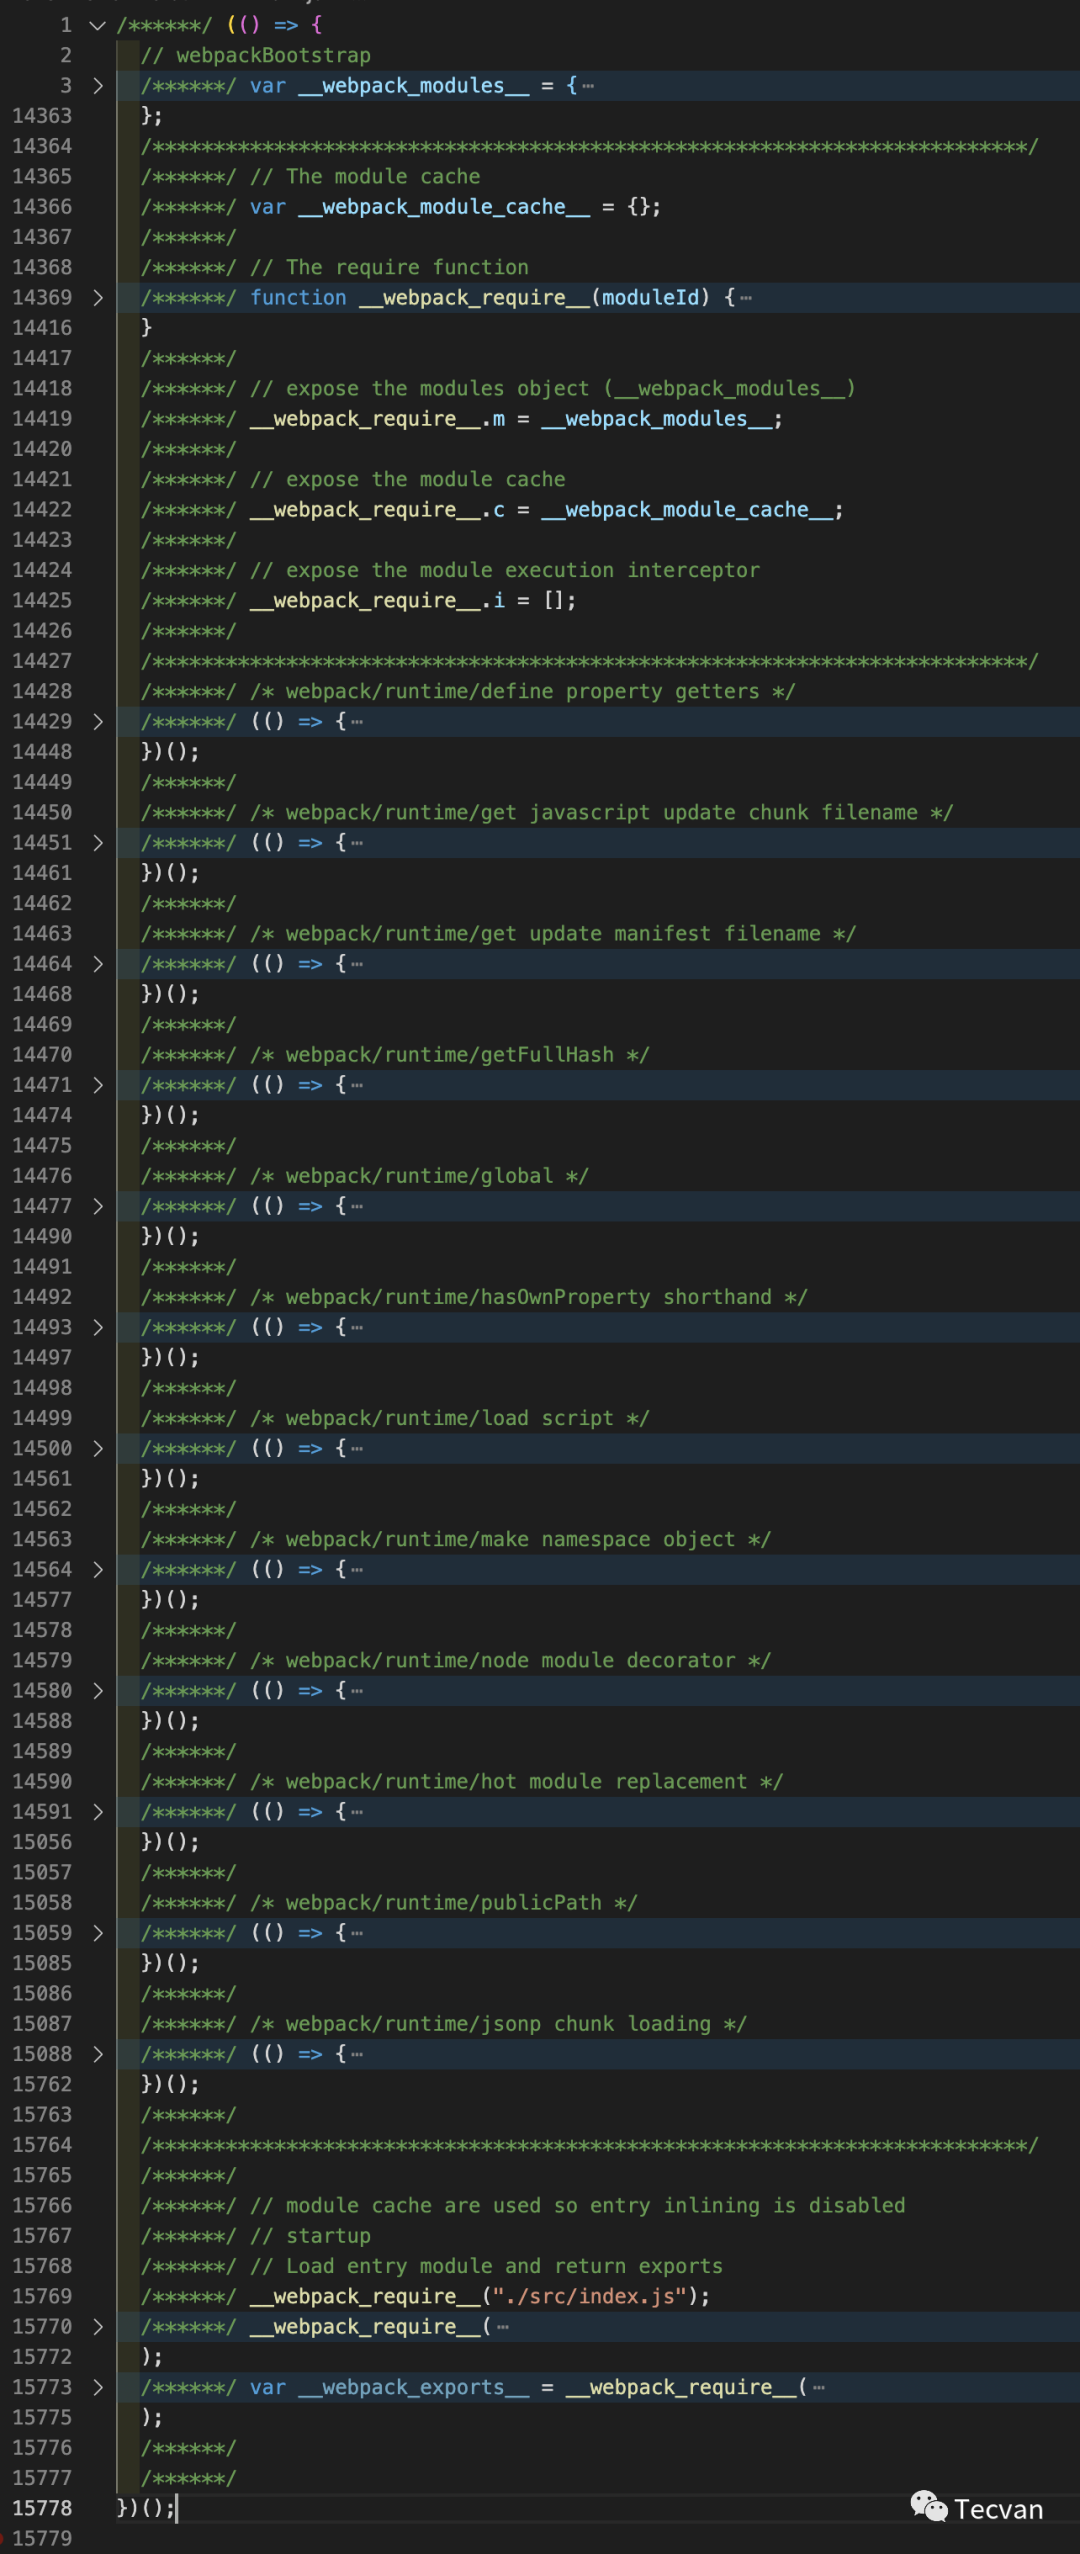 1 /******/ (() => {
2 // webpackBootstrap
3 /******/ var __webpack_modules__ = {⋯
14363 };
14364 /************************************************************************/
14365 /******/ // The module cache
14366 /******/ var __webpack_module_cache__ = {};
14367 /******/
14368 /******/ // The require function
14369 /******/ function __webpack_require__(moduleId) {⋯
14416 }
14417 /******/
14418 /******/ // expose the modules object (__webpack_modules__)
14419 /******/ __webpack_require__.m = __webpack_modules__;
14420 /******/
14421 /******/ // expose the module cache
14422 /******/ __webpack_require__.c = __webpack_module_cache__;
14423 /******/
14424 /******/ // expose the module execution interceptor
14425 /******/ __webpack_require__.i = [];
14426 /******/
14427 /************************************************************************/
14428 /******/ /* webpack/runtime/define property getters */
14429 /******/ (() => {⋯
14448 })();
14449 /******/
14450 /******/ /* webpack/runtime/get javascript update chunk filename */
14451 /******/ (() => {⋯
14461 })();
14462 /******/
14463 /******/ /* webpack/runtime/get update manifest filename */
14464 /******/ (() => {⋯
14468 })();
14469 /******/
14470 /******/ /* webpack/runtime/getFullHash */
14471 /******/ (() => {⋯
14474 })();
14475 /******/
14476 /******/ /* webpack/runtime/global */
14477 /******/ (() => {⋯
14490 })();
14491 /******/
14492 /******/ /* webpack/runtime/hasOwnProperty shorthand */
14493 /******/ (() => {⋯
14497 })();
14498 /******/
14499 /******/ /* webpack/runtime/load script */
14500 /******/ (() => {⋯
14561 })();
14562 /******/
14563 /******/ /* webpack/runtime/make namespace object */
14564 /******/ (() => {⋯
14577 })();
14578 /******/
14579 /******/ /* webpack/runtime/node module decorator */
14580 /******/ (() => {⋯
14588 })();
14589 /******/
14590 /******/ /* webpack/runtime/hot module replacement */
14591 /******/ (() => {⋯
15056 })();
15057 /******/
15058 /******/ /* webpack/runtime/publicPath */
15059 /******/ (() => {⋯
15085 })();
15086 /******/
15087 /******/ /* webpack/runtime/jsonp chunk loading */
15088 /******/ (() => {⋯
15762 })();
15763 /******/
15764 /************************************************************************/
15765 /******/
15766 /******/ // module cache are used so entry inlining is disabled
15767 /******/ // startup
15768 /******/ // Load entry module and return exports
15769 /******/ __webpack_require__("./src/index.js");
15770 /******/ __webpack_require__(⋯
15772 );
15773 /******/ var __webpack_exports__ = __webpack_require__(⋯
15775 );
15776 /******/
15777 /******/
15778 })();
Tecvan
15779